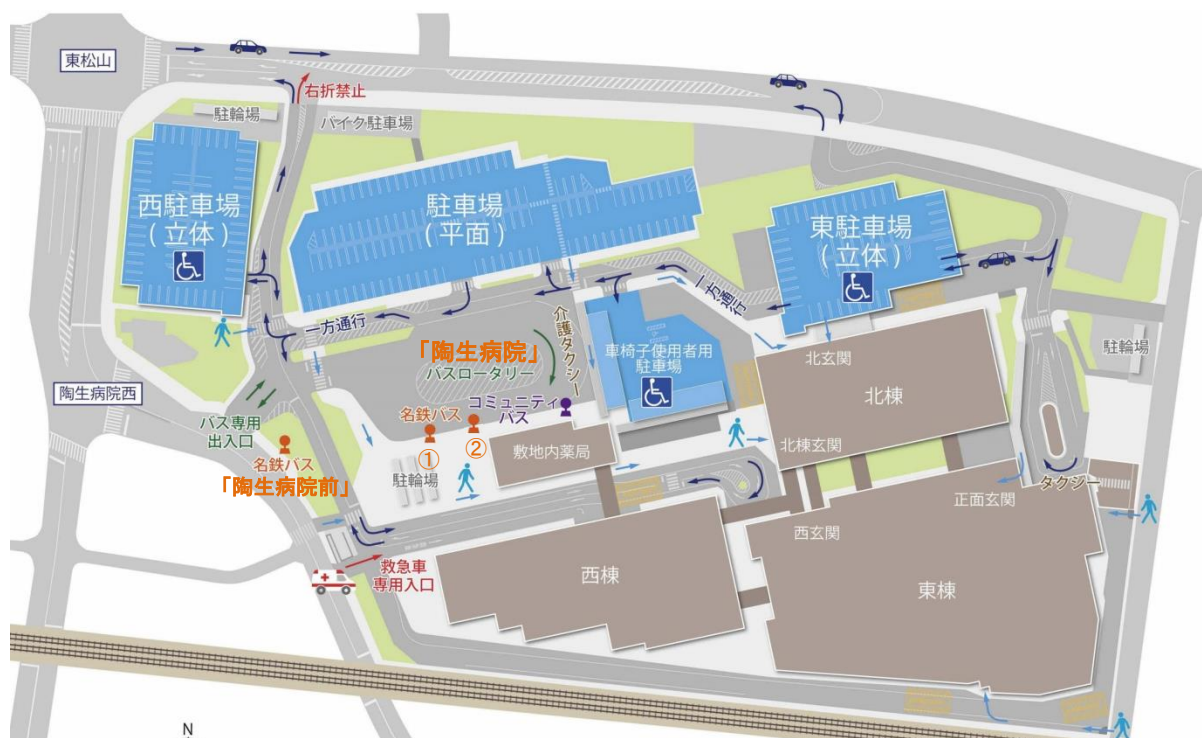 東松山
右折禁止
駐輪場
バイク駐車場
西駐車場
(立体)
駐車場
(平面)
東駐車場
(立体)
一方通行
一方通行
介護タクシー
車椅子使用者用
駐車場
北玄関
駐輪場
「陶生病院」
バスロータリー
陶生病院西
コミュニティ
バス
北棟
バス専用
出入口
名鉄バス
①
②
敷地内薬局
北棟玄関
名鉄バス
「陶生病院前」
駐輪場
タクシー
正面玄関
西玄関
救急車
専用入口
西棟
東棟
N